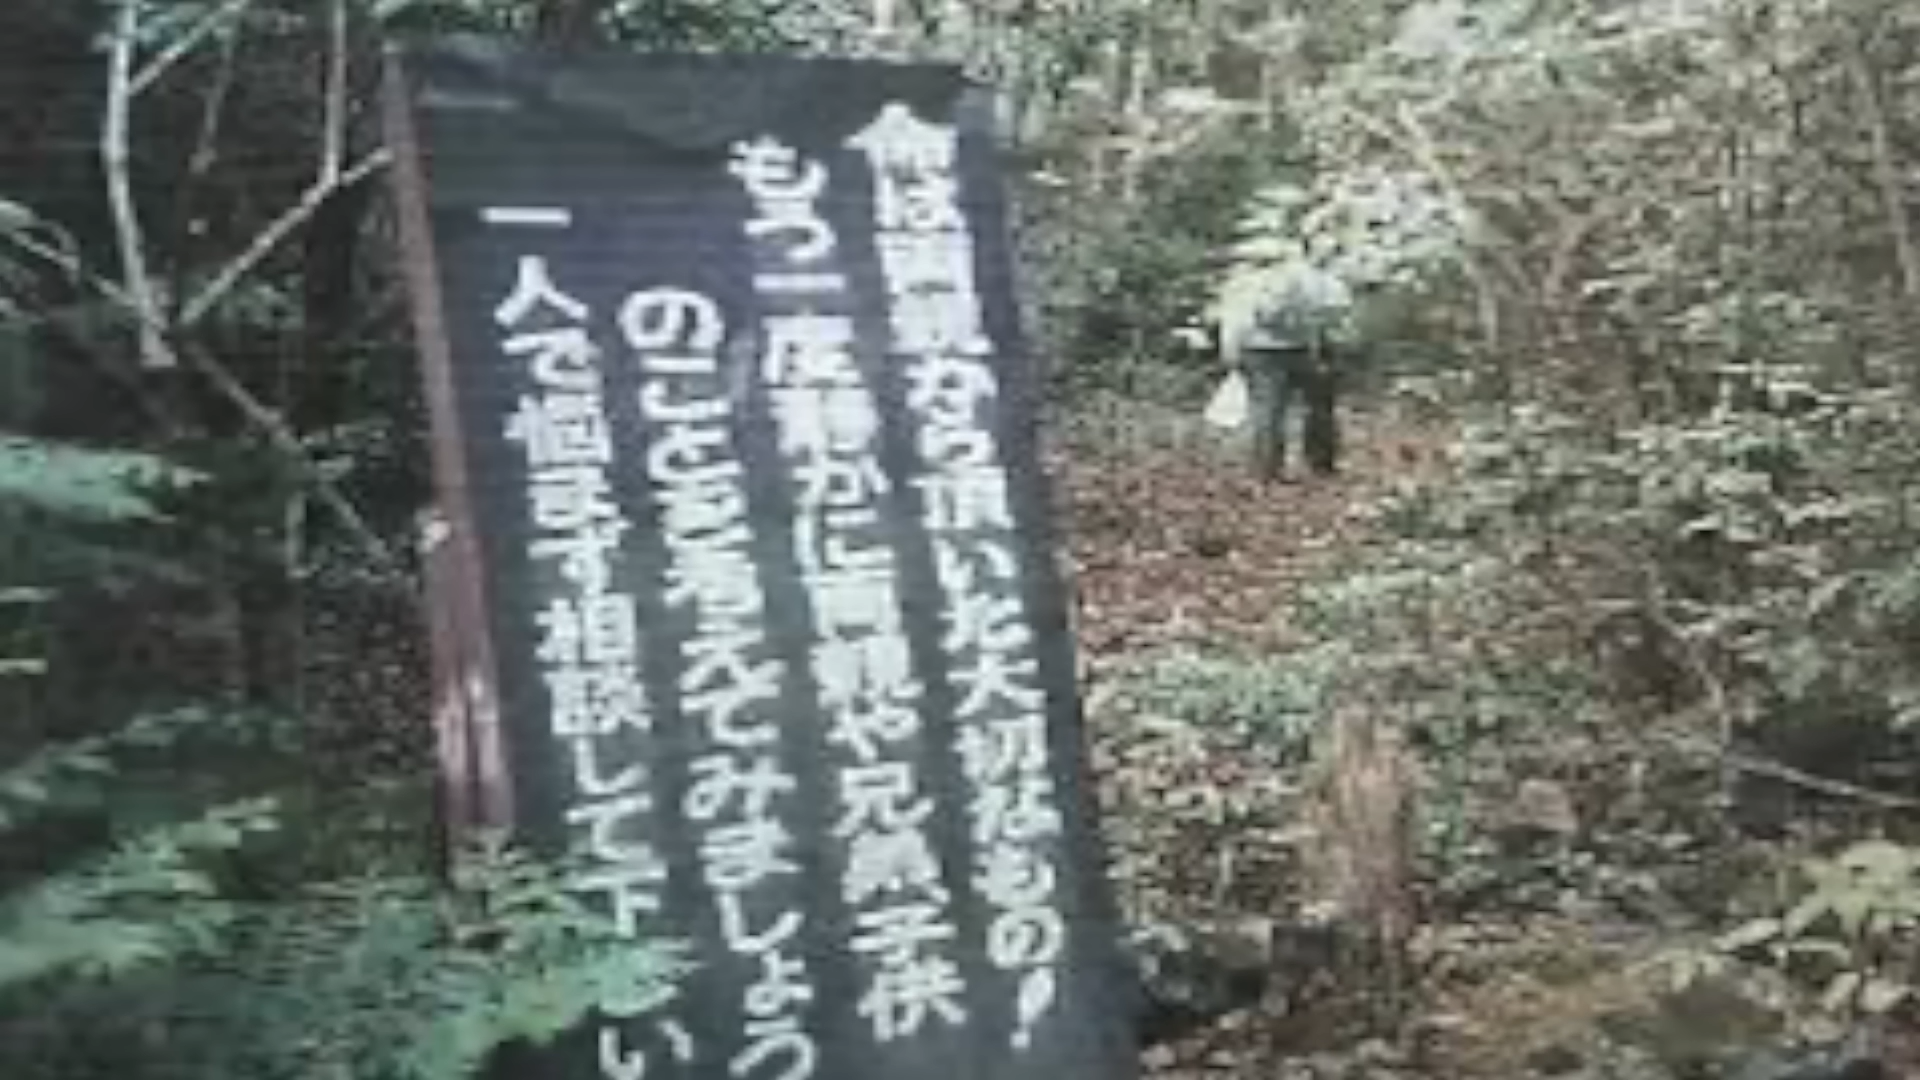 命は両親から頂いた大切なもの!
もう一度静かに両親や兄弟、子供
のことを考えてみましょう
一人で悩まず相談して下さい